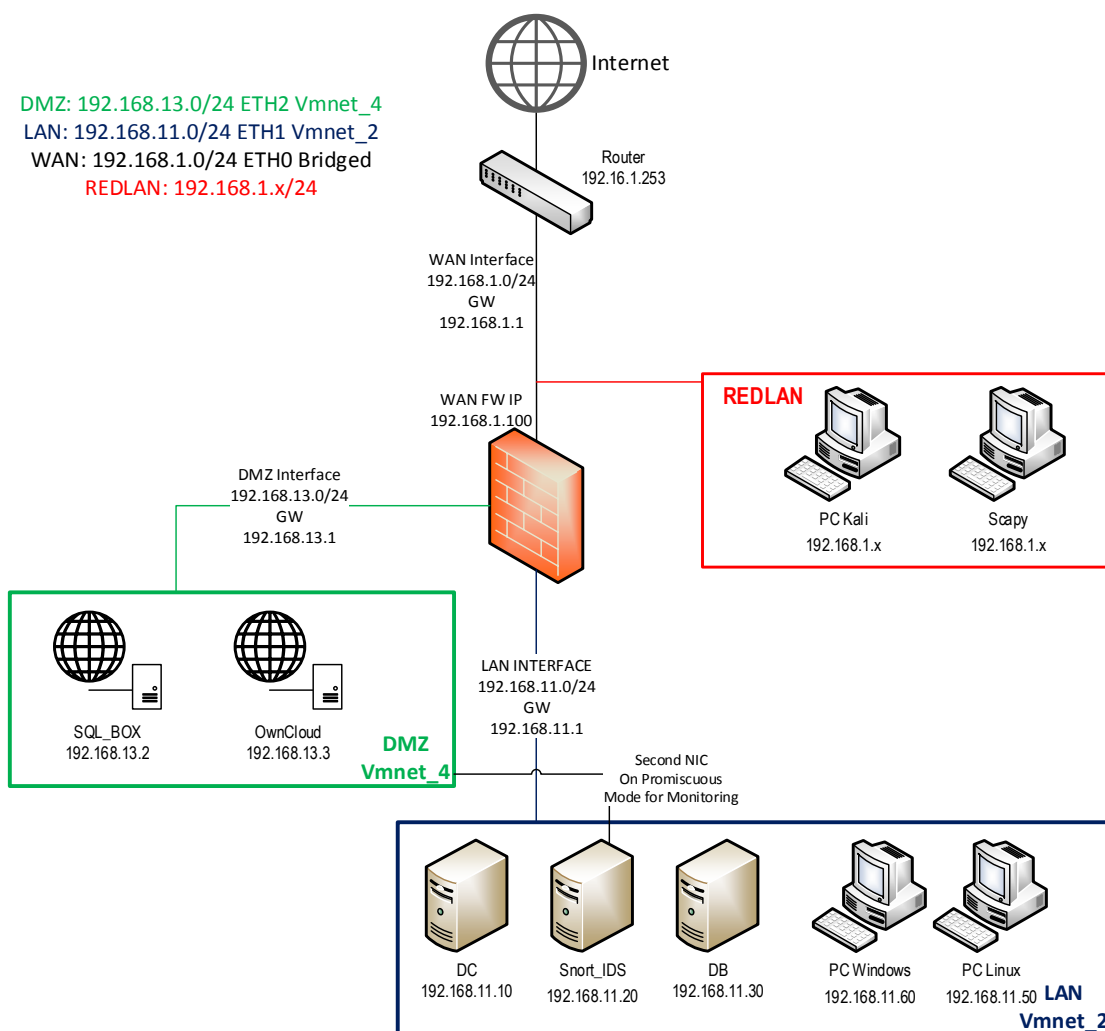 Internet
DMZ: 192.168.13.0/24 ETH2 Vmnet_4
LAN: 192.168.11.0/24 ETH1 Vmnet_2
WAN: 192.168.1.0/24 ETH0 Bridged
REDLAN: 192.168.1.x/24
Router
192.16.1.253
WAN Interface
192.168.1.0/24
GW
192.168.1.1
WAN FW IP
192.168.1.100
REDLAN
PC Kali
192.168.1.x
Scapy
192.168.1.x
DMZ Interface
192.168.13.0/24
GW
192.168.13.1
SQL_BOX
192.168.13.2
OwnCloud
192.168.13.3
DMZ
Vmnet_4
LAN INTERFACE
192.168.11.0/24
GW
192.168.11.1
Second NIC
On Promiscuous
Mode for Monitoring
DC
192.168.11.10
Snort_IDS
192.168.11.20
DB
192.168.11.30
PC Windows
192.168.11.60
PC Linux
192.168.11.50
LAN
Vmnet_2